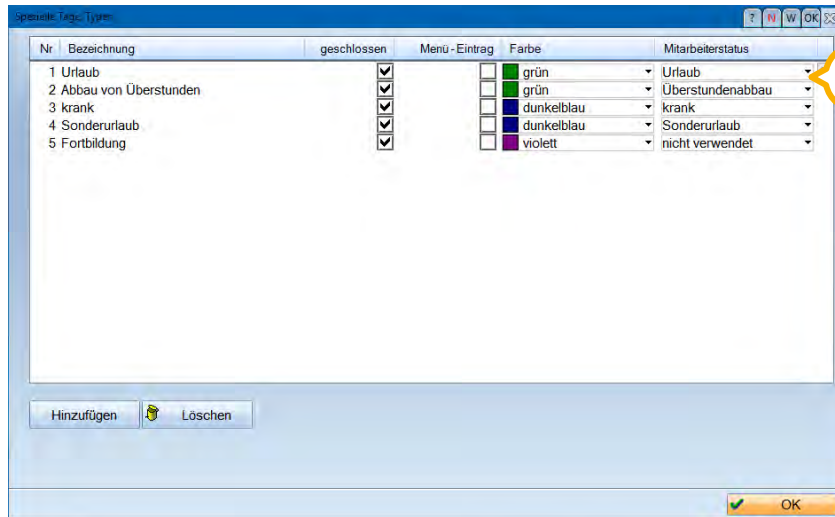 Spezielle Tage: Typen
? N W OK
Nr Bezeichnung geschlossen Menü - Eintrag Farbe Mitarbeiterstatus
1 Urlaub grün Urlaub
2 Abbau von Überstunden grün Überstundenabbau
3 krank dunkelblau krank
4 Sonderurlaub dunkelblau Sonderurlaub
5 Fortbildung violett nicht verwendet
Hinzufügen Löschen
OK